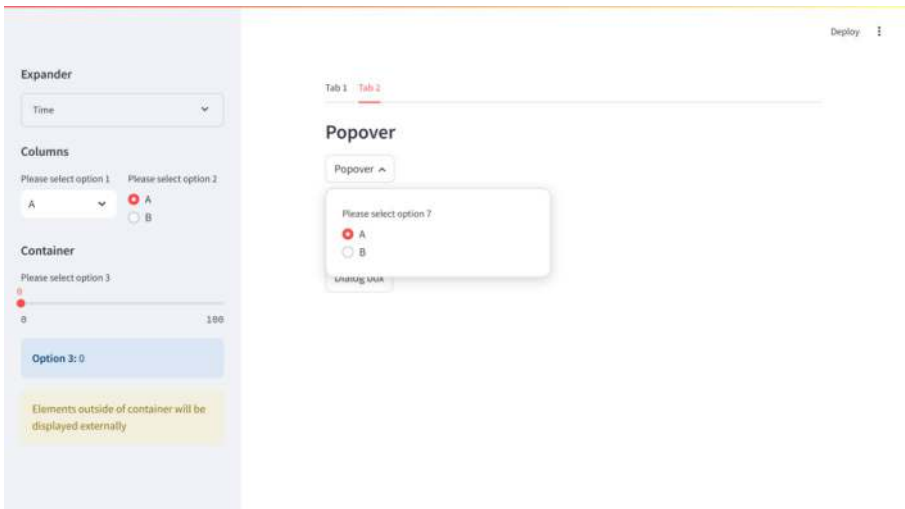 Deploy
Expander
Time
Columns
Please select option 1
Please select option 2
A
A
B
Container
Please select option 3
0
0
100
Option 3: 0
Elements outside of container will be
displayed externally
Tab 1
Tab 2
Popover
Popover
Please select option 7
A
B
Dialog box